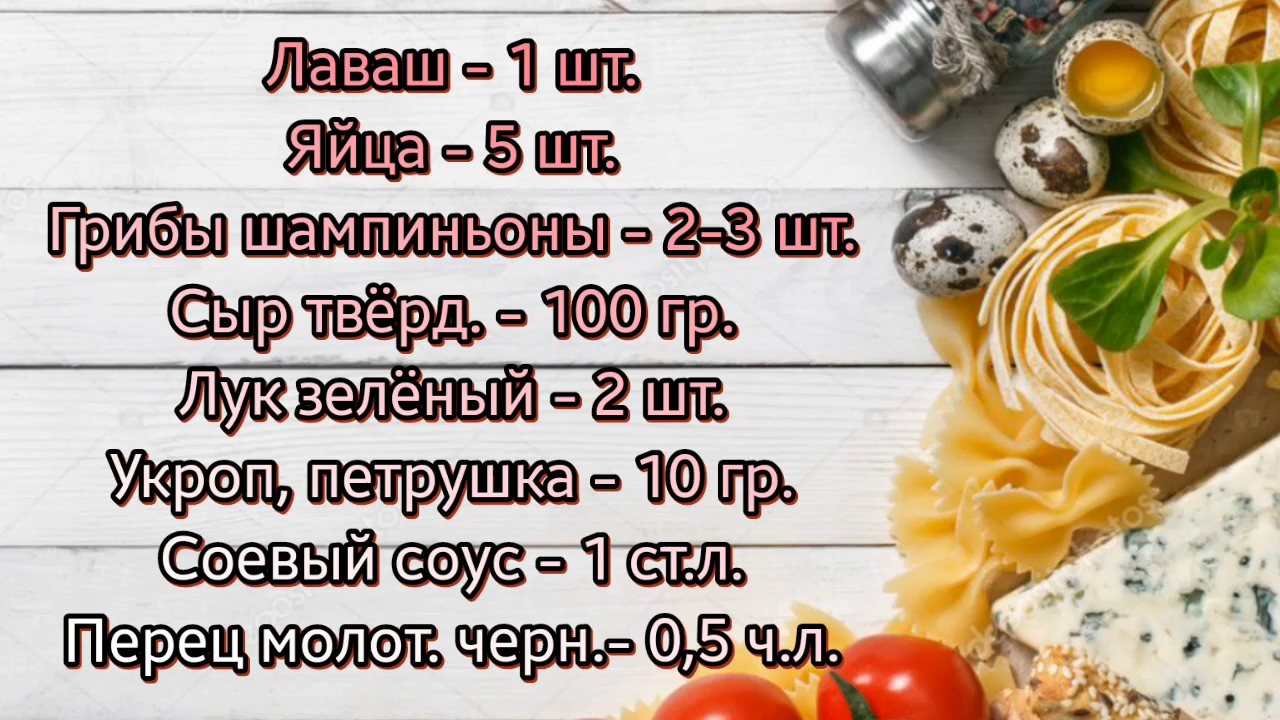 Лаваш - 1 шт.
Яйца - 5 шт.
Грибы шампиньоны - 2-3 шт.
Сыр твёрд. - 100 гр.
Лук зелёный - 2 шт.
Укроп, петрушка - 10 гр.
Соевый соус - 1 ст.л.
Перец молот. черн.- 0,5 ч.л.